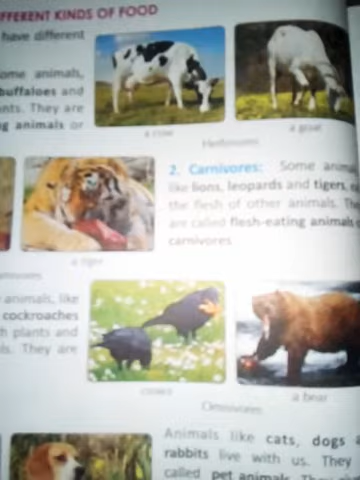 FFERENT KINDS OF FOOD
have different
ome animals,
buffaloes and
nts. They are
g animals or
a cow
a goat
Herbivores
2. Carnivores: Some anima
like lions, leopards and tigers, e
the flesh of other animals. The
are called flesh-eating animals o
carnivores
a tiger
animals, like
cockroaches
h plants and
ls. They are
crows
a bear
Omnivores
Animals like cats, dogs a
rabbits live with us. They
called pet animals.